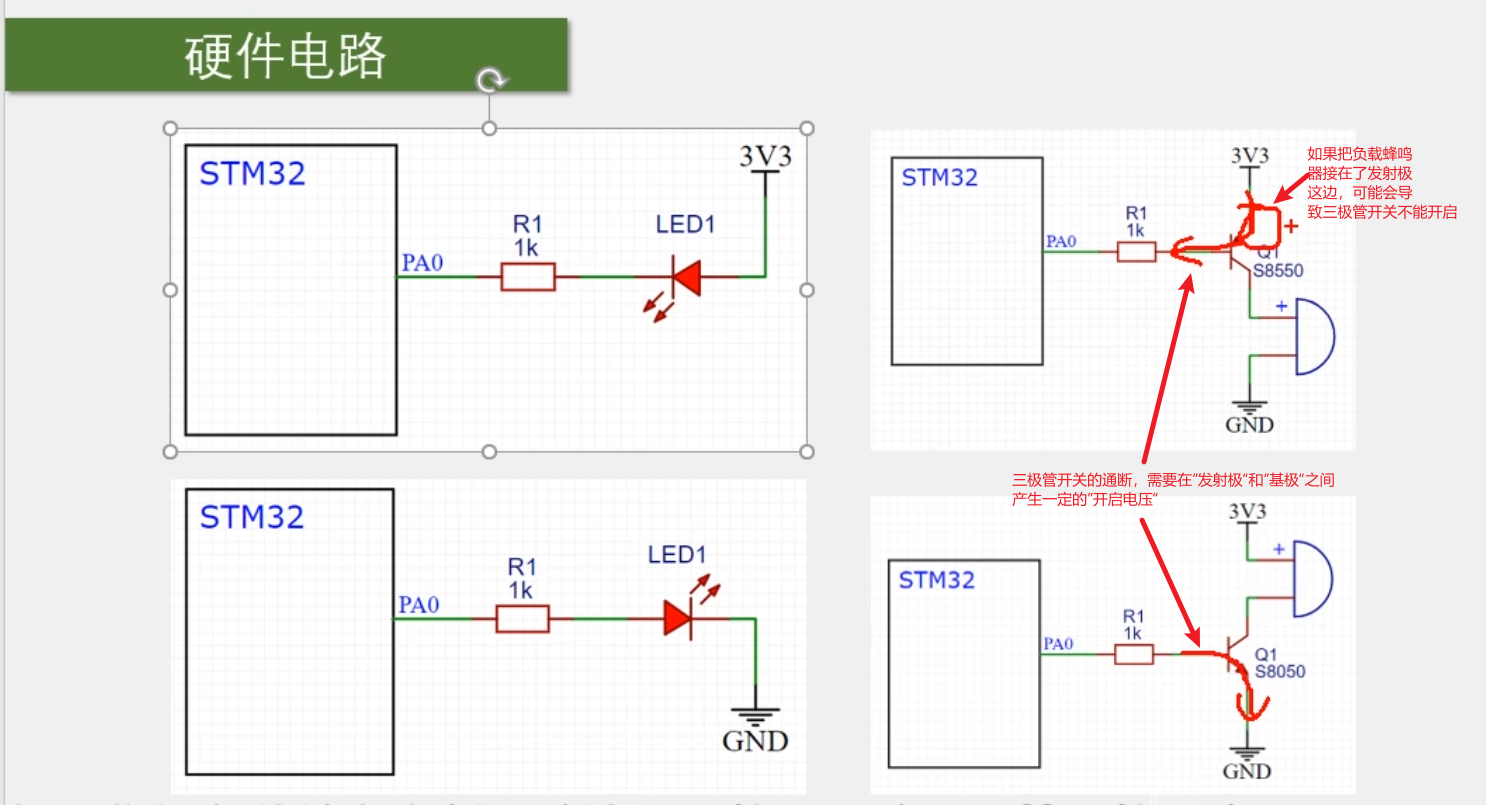 硬件电路
STM32
PA0
R1
1k
LED1
3V3
STM32
PA0
R1
1k
3V3
Q1
S8550
+
GND
如果把负载蜂鸣
器接在了发射极
这边，可能会导
致三极管开关不能开启
+
三极管开关的通断，需要在"发射极"和"基极"之间
产生一定的"开启电压"
STM32
PA0
R1
1k
LED1
GND
STM32
PA0
R1
1k
3V3
+
Q1
S8050
GND